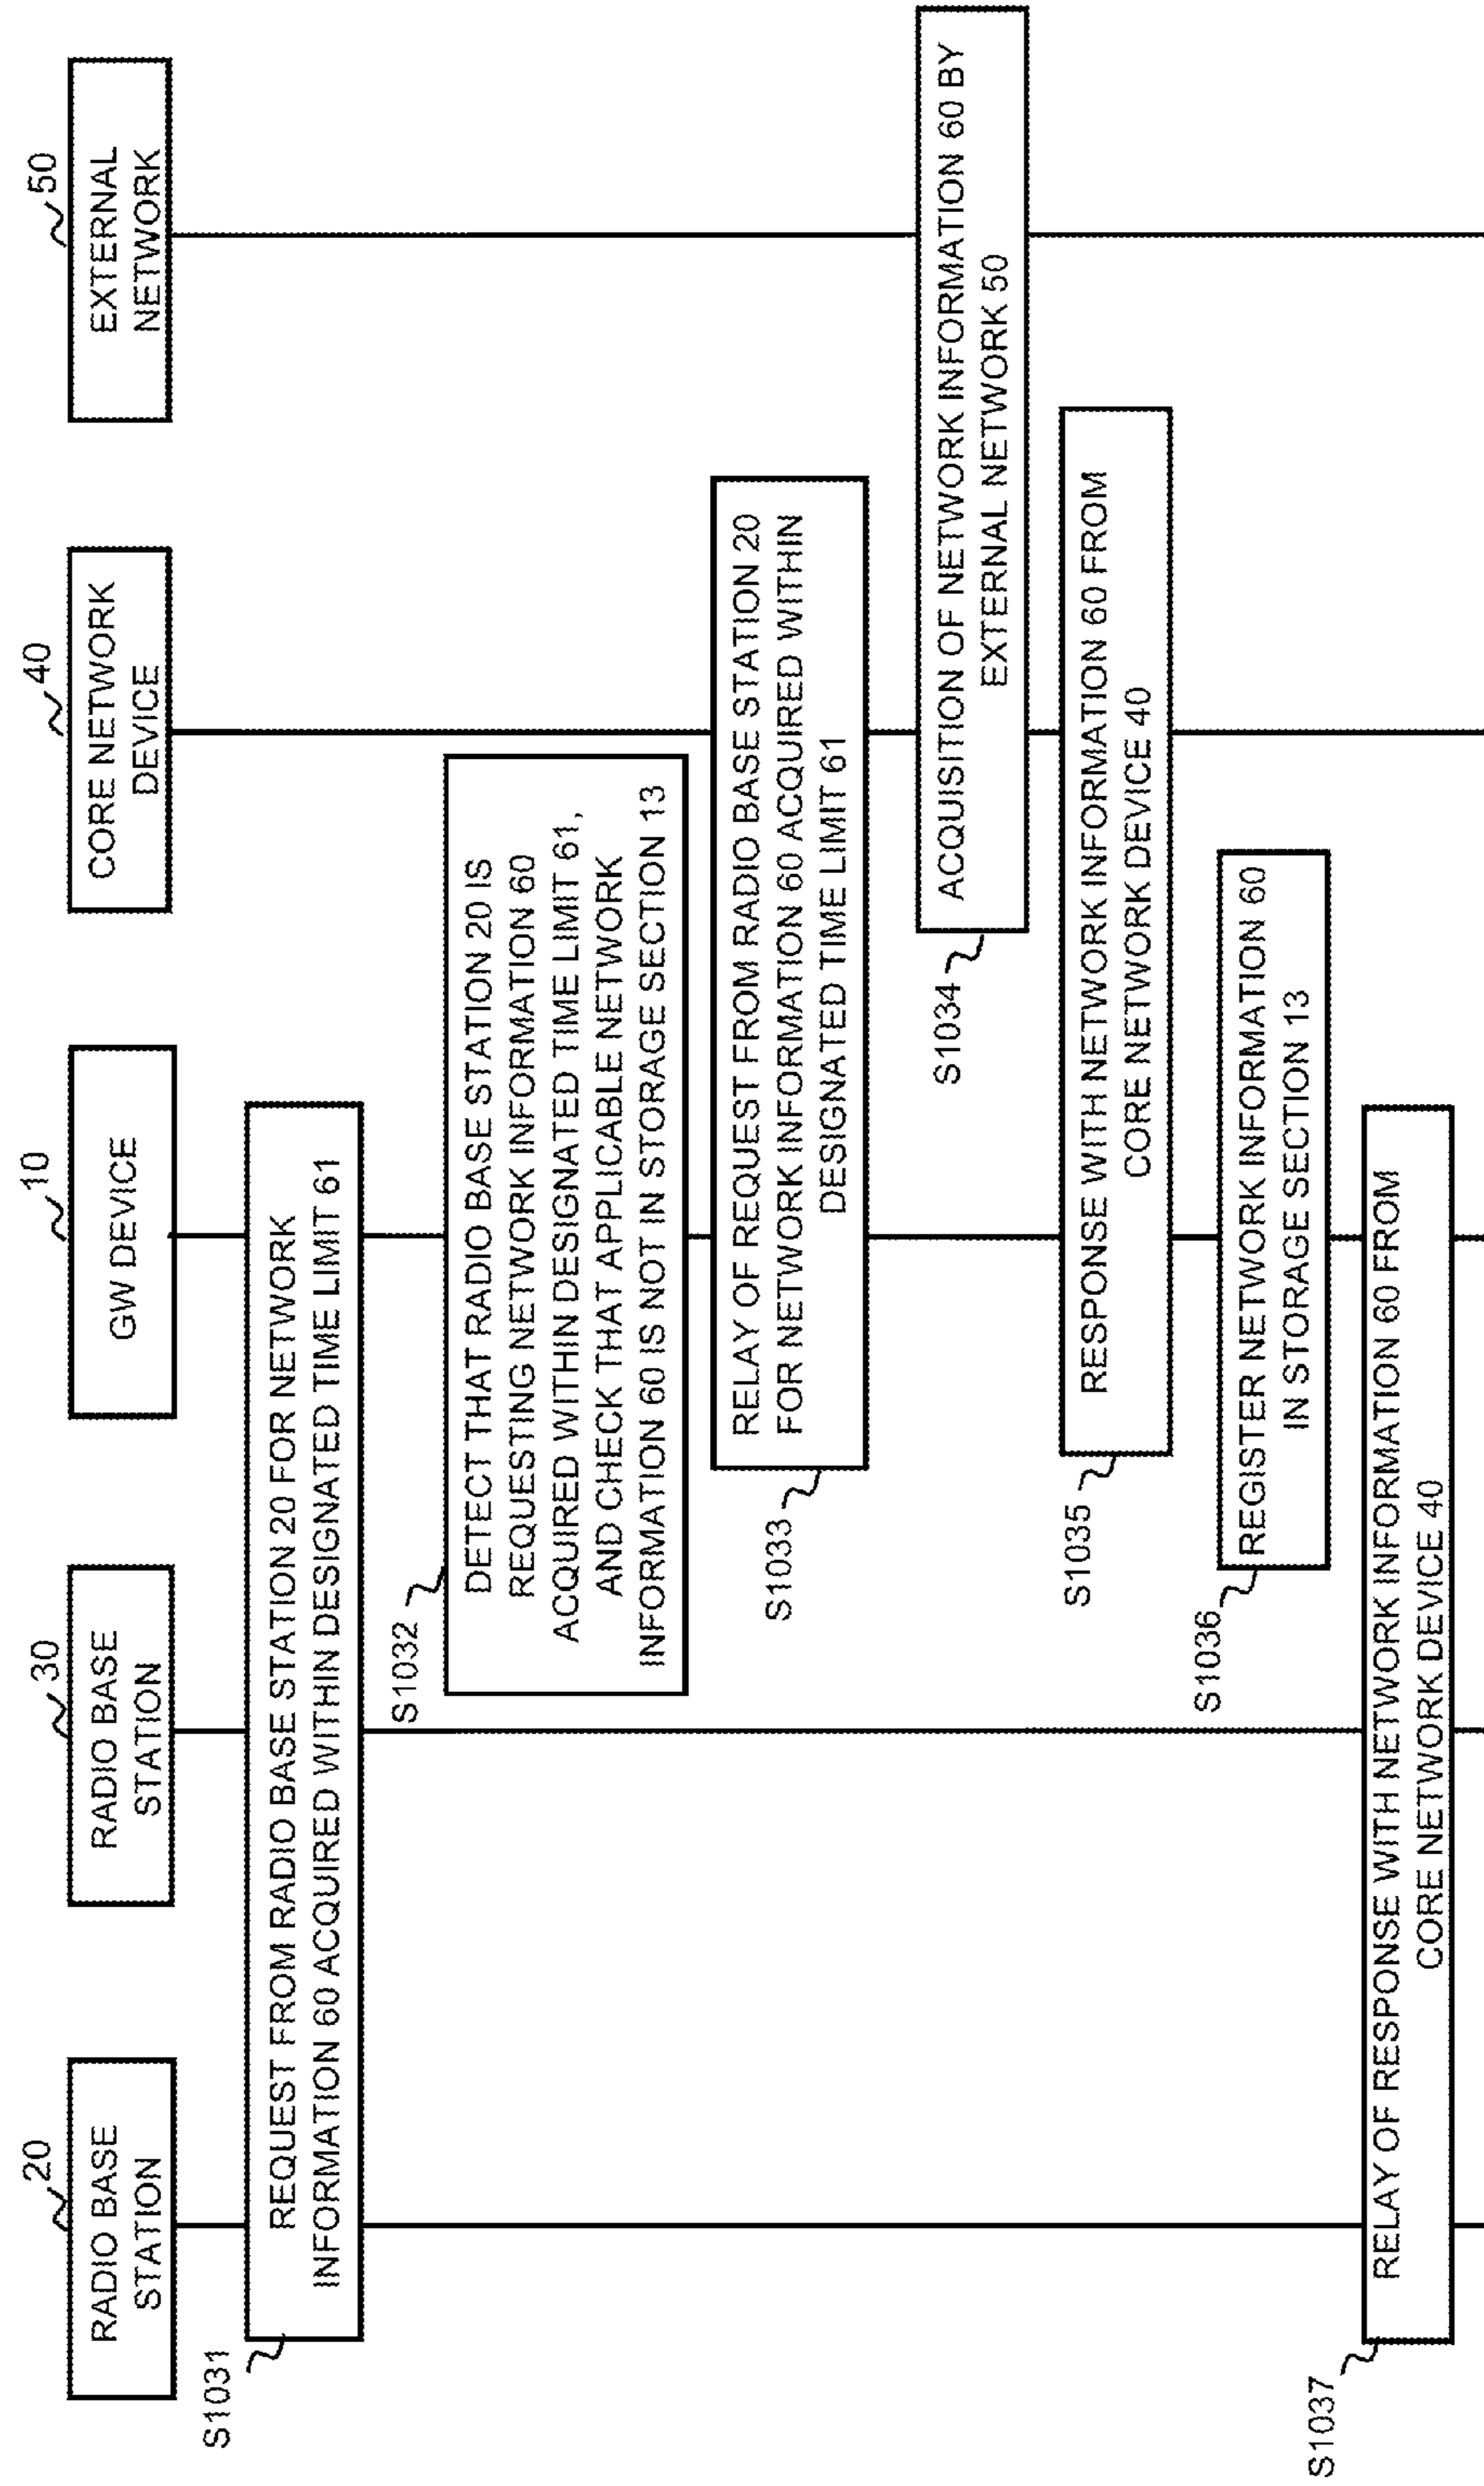 20
RADIO BASE
STATION
30
RADIO BASE
STATION
10
GW DEVICE
40
CORE NETWORK
DEVICE
50
EXTERNAL
NETWORK
S1031
REQUEST FROM RADIO BASE STATION 20 FOR NETWORK
INFORMATION 60 ACQUIRED WITHIN DESIGNATED TIME LIMIT 61
S1032
DETECT THAT RADIO BASE STATION 20 IS
REQUESTING NETWORK INFORMATION 60
ACQUIRED WITHIN DESIGNATED TIME LIMIT 61,
AND CHECK THAT APPLICABLE NETWORK
INFORMATION 60 IS NOT IN STORAGE SECTION 13
S1033
RELAY OF REQUEST FROM RADIO BASE STATION 20
FOR NETWORK INFORMATION 60 ACQUIRED WITHIN
DESIGNATED TIME LIMIT 61
S1034
ACQUISITION OF NETWORK INFORMATION 60 BY
EXTERNAL NETWORK 50
S1035
RESPONSE WITH NETWORK INFORMATION 60 FROM
CORE NETWORK DEVICE 40
S1036
REGISTER NETWORK INFORMATION 60
IN STORAGE SECTION 13
S1037
RELAY OF RESPONSE WITH NETWORK INFORMATION 60 FROM
CORE NETWORK DEVICE 40